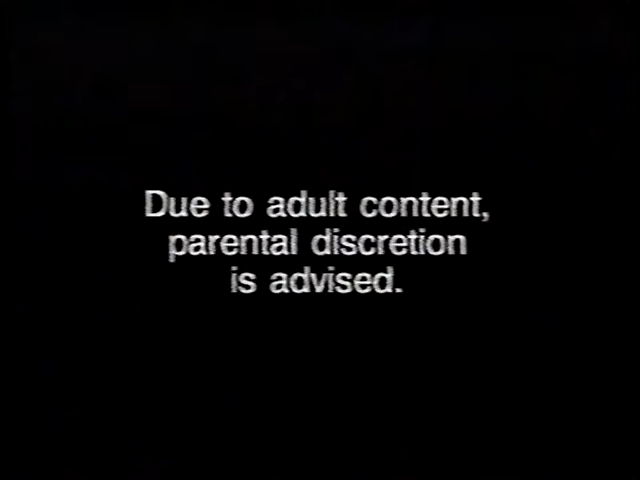 Due to adult content,
parental discretion
is advised.